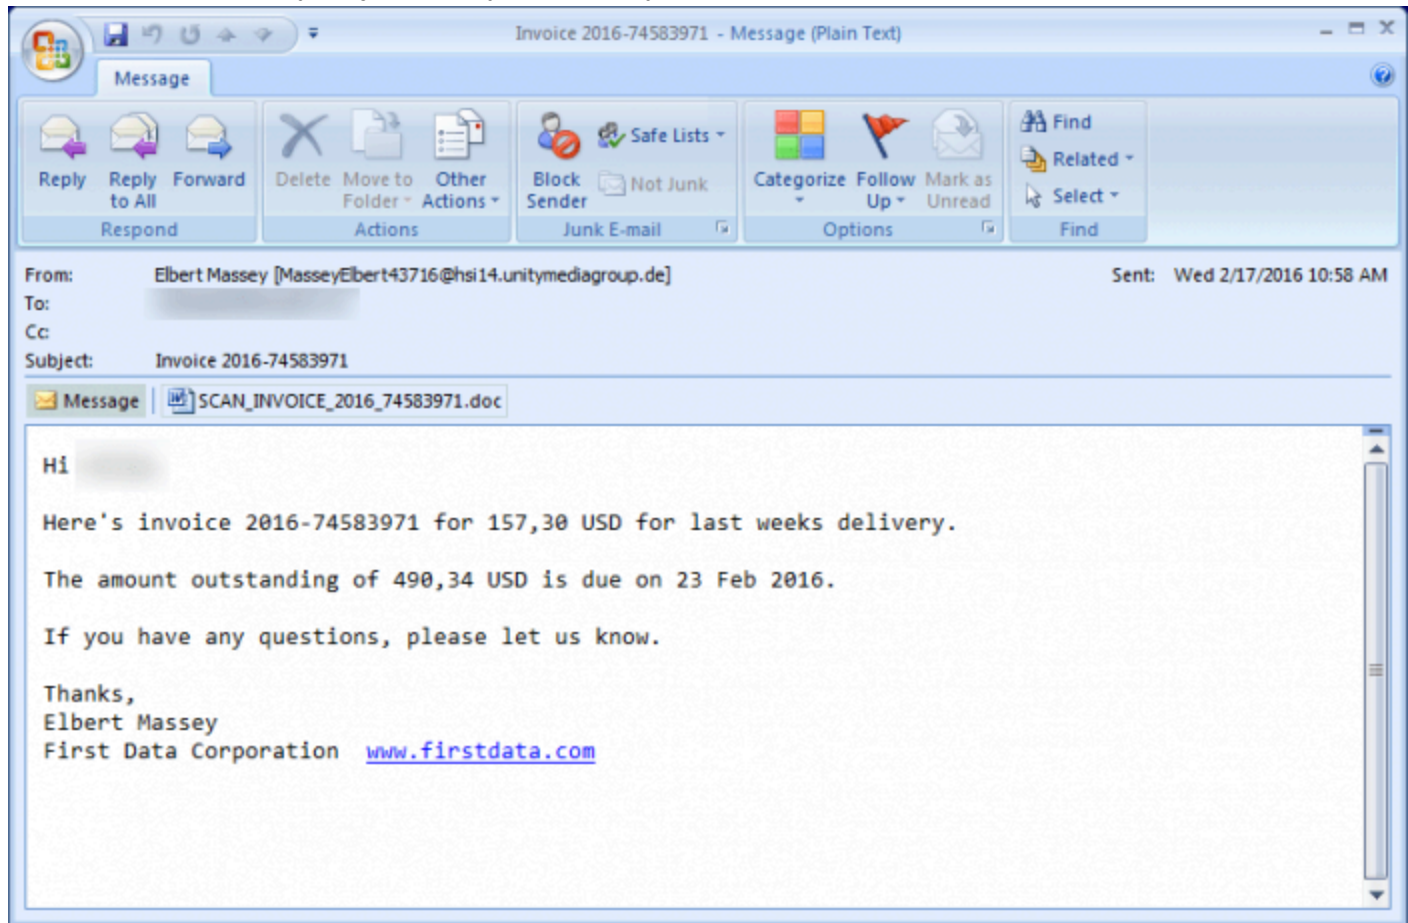 Invoice 2016-74583971 - Message (Plain Text)
Message
Reply
Reply to All
Forward
Respond
Delete
Move to Folder
Other Actions
Actions
Block Sender
Safe Lists
Not Junk
Junk E-mail
Categorize
Follow Up
Mark as Unread
Options
Find
Related
Select
Find
From: Elbert Massey [MasseyElbert43716@hsi14.unitymediagroup.de] Sent: Wed 2/17/2016 10:58 AM
To:
Cc:
Subject: Invoice 2016-74583971
Message SCAN_INVOICE_2016_74583971.doc
Hi
Here's invoice 2016-74583971 for 157,30 USD for last weeks delivery.
The amount outstanding of 490,34 USD is due on 23 Feb 2016.
If you have any questions, please let us know.
Thanks,
Elbert Massey
First Data Corporation www.firstdata.com